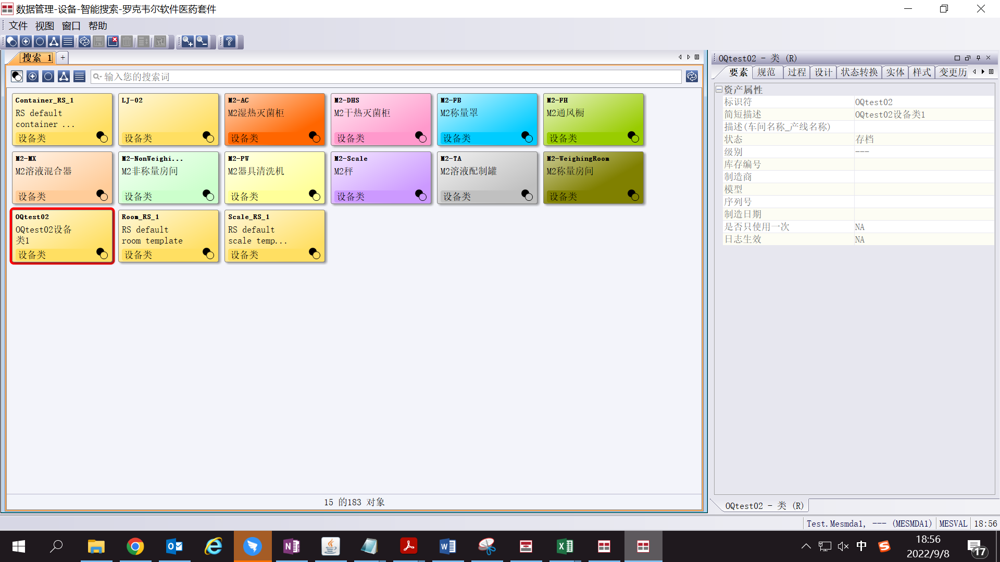 数据管理-设备-智能搜索-罗克韦尔软件医药套件
文件 视图 窗口 帮助
搜索 1
+
输入您的搜索词
Container_RS_1
RS default
container ...
设备类
LJ-02
设备类
M2-AC
M2湿热灭菌柜
设备类
M2-DHS
M2干热灭菌柜
设备类
M2-FB
M2称量罩
设备类
M2-FH
M2通风橱
设备类
M2-MX
M2溶液混合器
设备类
M2-NonWeighi...
M2非称量房间
设备类
M2-PW
M2器具清洗机
设备类
M2-Scale
M2秤
设备类
M2-TA
M2溶液配制罐
设备类
M2-WeighingRoom
M2称量房间
设备类
OQtest02
OQtest02设备
类1
设备类
Room_RS_1
RS default
room template
设备类
Scale_RS_1
RS default
scale temp...
设备类
15 的183 对象
OQtest02 - 类 (R)
要素 规范 过程 设计 状态转换 实体 样式 变更历
资产属性
标识符 OQtest02
简短描述 OQtest02设备类1
描述(车间名称_产线名称)
状态 存档
级别 ---
库存编号
制造商
模型
序列号
制造日期
是否只使用一次 NA
日志生效 NA
OQtest02 - 类 (R)
Test.Mesmda1, --- (MESMDA1) MESVAL 18:56
中
18:56
2022/9/8
17